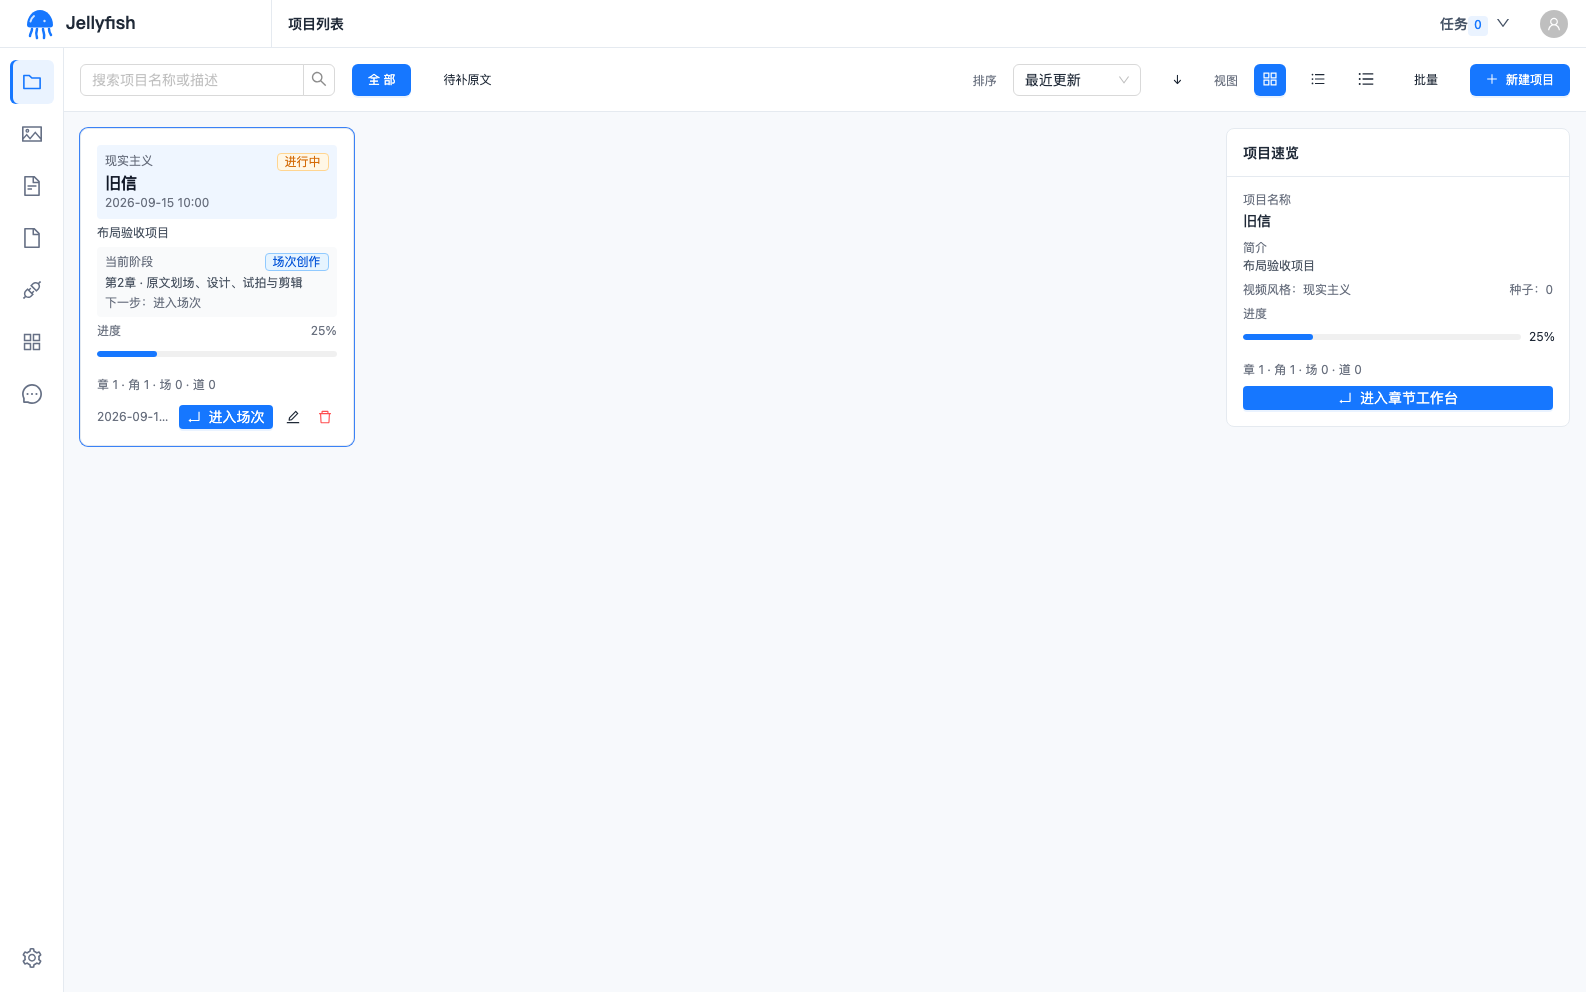 Jellyfish
项目列表
任务 0
搜索项目名称或描述
全 部
待补原文
排序
最近更新
视图
批量
新建项目
现实主义
进行中
旧信
2026-09-15 10:00
布局验收项目
当前阶段
场次创作
第2章 · 原文划场、设计、试拍与剪辑
下一步：进入场次
进度
25%
章 1 · 角 1 · 场 0 · 道 0
2026-09-1...
进入场次
项目速览
项目名称
旧信
简介
布局验收项目
视频风格：现实主义
种子：0
进度
25%
章 1 · 角 1 · 场 0 · 道 0
进入章节工作台